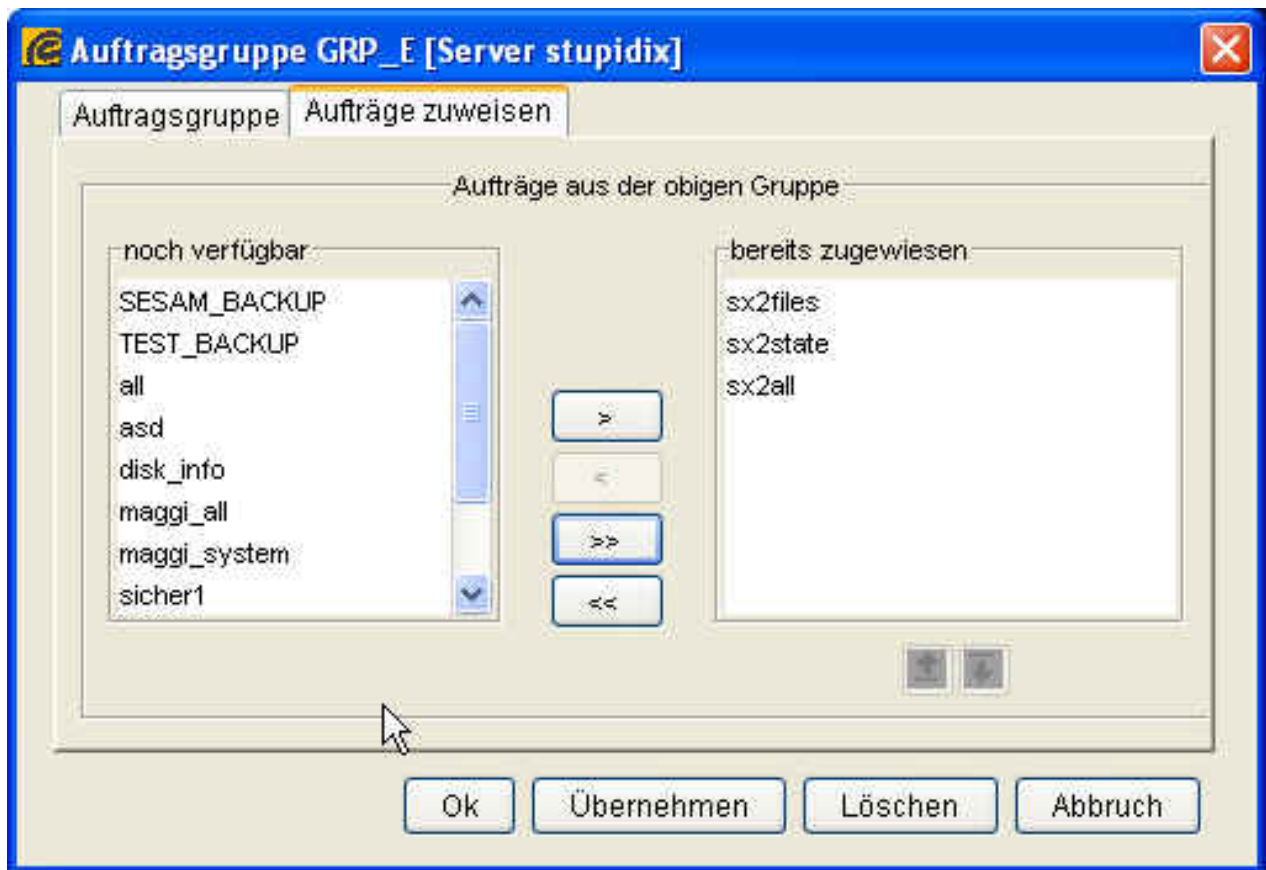 Auftragsgruppe GRP_E [Server stupidix]
Auftragsgruppe
Aufträge zuweisen
Aufträge aus der obigen Gruppe
noch verfügbar
SESAM_BACKUP
TEST_BACKUP
all
asd
disk_info
maggi_all
maggi_system
sicher1
>
<
>>
<<
bereits zugewiesen
sx2files
sx2state
sx2all
Ok
Übernehmen
Löschen
Abbruch